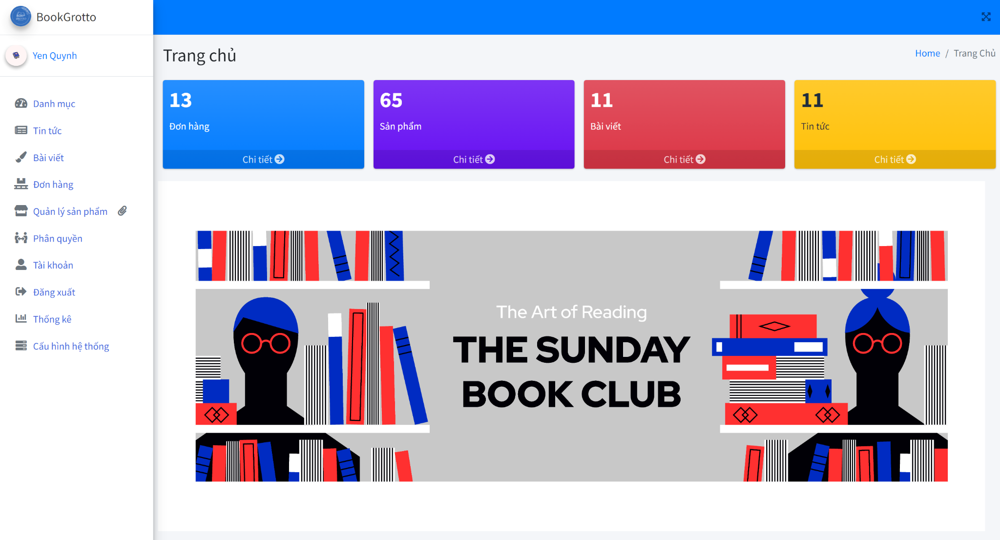 BookGrotto
Yen Quynh
Danh mục
Tin tức
Bài viết
Đơn hàng
Quản lý sản phẩm
Phân quyền
Tài khoản
Đăng xuất
Thống kê
Cấu hình hệ thống
Trang chủ
Home / Trang Chủ
13
Đơn hàng
Chi tiết
65
Sản phẩm
Chi tiết
11
Bài viết
Chi tiết
11
Tin tức
Chi tiết
The Art of Reading
THE SUNDAY
BOOK CLUB